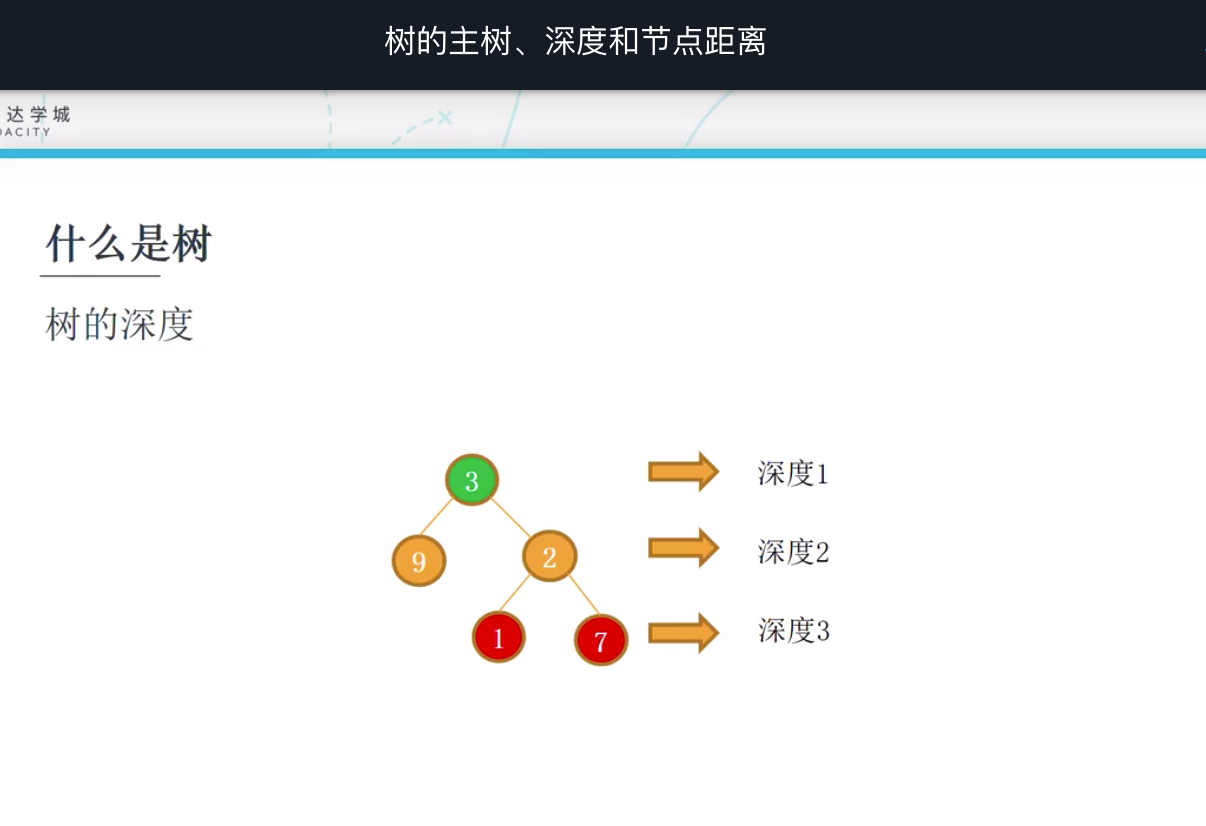 树的主树、深度和节点距离
达学城
DACITY
什么是树
树的深度
3 深度1
9 2 深度2
1 7 深度3